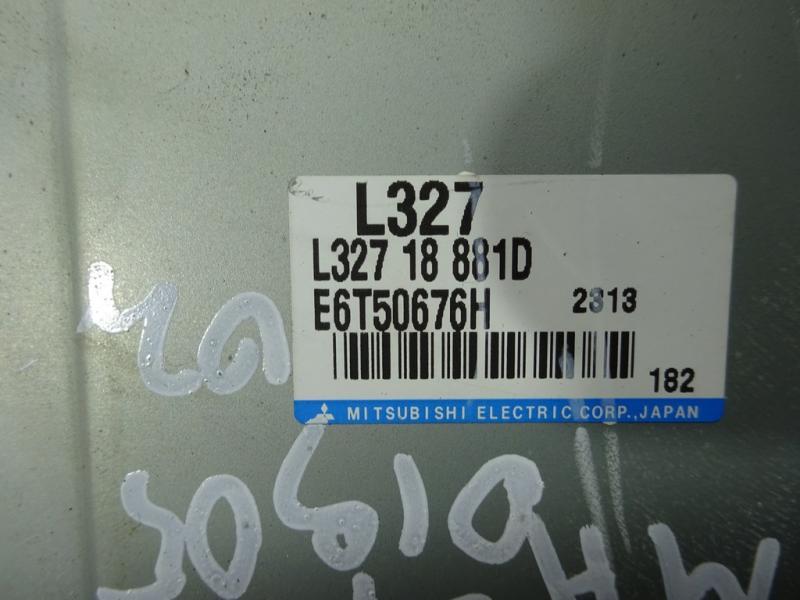 L327
L327 18 881D
E6T50676H 2313
182
MITSUBISHI ELECTRIC CORP., JAPAN